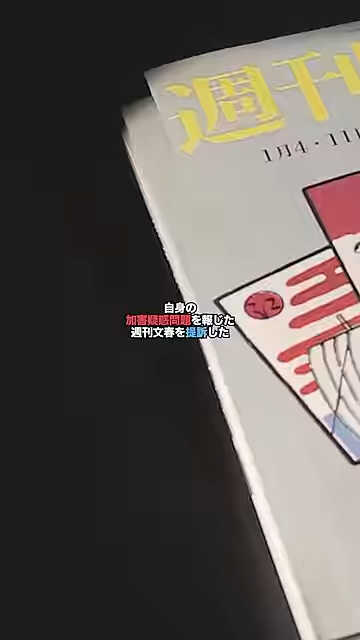 週刊
1月4・11
自身の
加害疑惑問題を報じた
週刊文春を提訴した